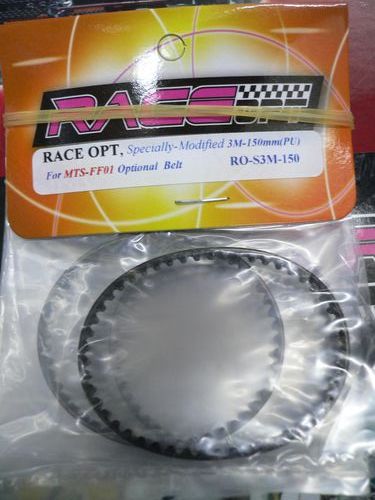 RACE OPT
RACE OPT, Specially-Modified 3M-150mm(PU)
For MTS-FF01 Optional Belt RO-S3M-150